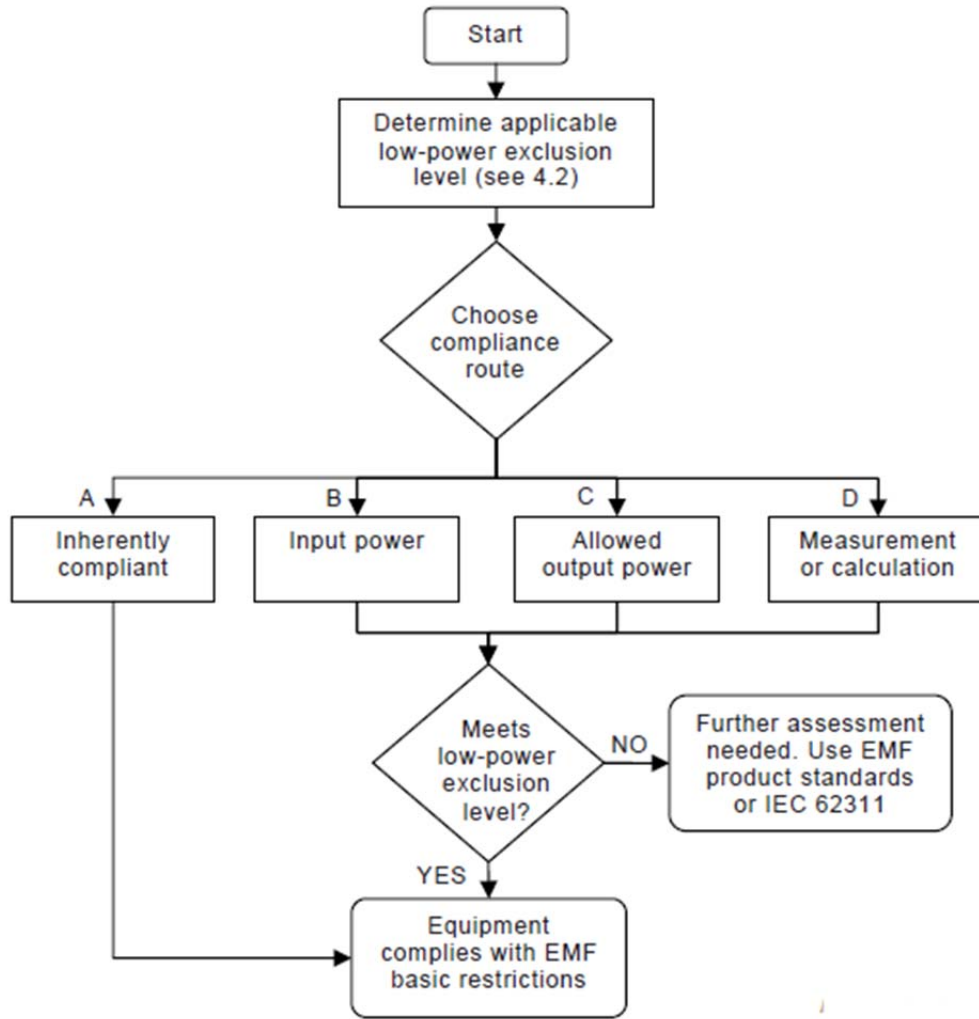 Start
Determine applicable
low-power exclusion
level (see 4.2)
Choose
compliance
route
A
B
C
D
Inherently
compliant
Input power
Allowed
output power
Measurement
or calculation
Meets
low-power
exclusion
level?
NO
Further assessment
needed. Use EMF
product standards
or IEC 62311
YES
Equipment
complies with EMF
basic restrictions